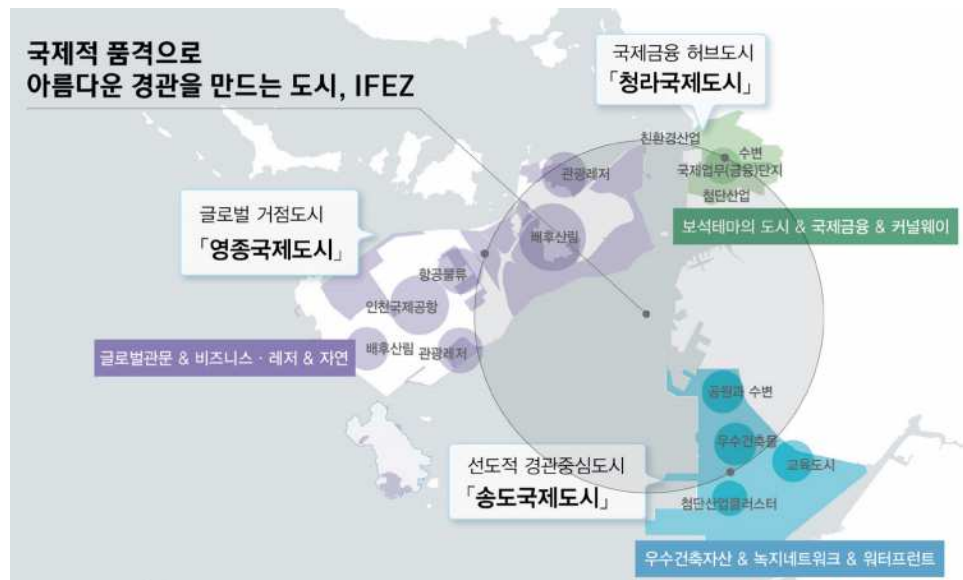 국제적 품격으로
아름다운 경관을 만드는 도시, IFEZ
국제금융 허브도시
「청라국제도시」
친환경산업
수변
국제업무(금융)단지
첨단산업
보석테마의 도시 & 국제금융 & 커널웨이
관광레저
배후산림
글로벌 거점도시
「영종국제도시」
항공물류
인천국제공항
배후산림
관광레저
글로벌관문 & 비즈니스 · 레저 & 자연
공원과 수변
우수건축물
교육도시
첨단산업클러스터
선도적 경관중심도시
「송도국제도시」
우수건축자산 & 녹지네트워크 & 워터프런트